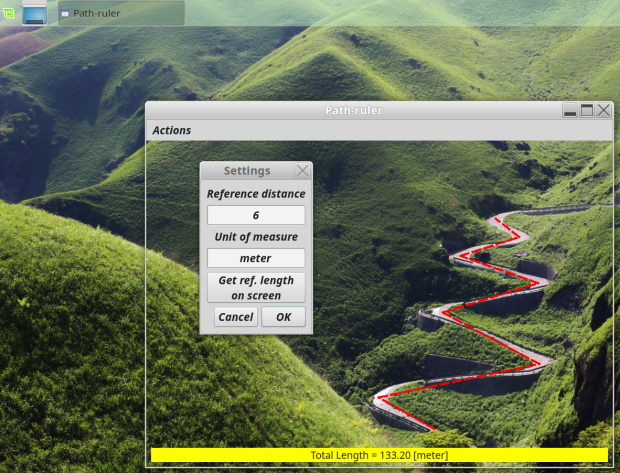 Path-ruler
Path-ruler
Actions
Settings
Reference distance
6
Unit of measure
meter
Get ref. length
on screen
Cancel OK
Total Length = 133.20 [meter]